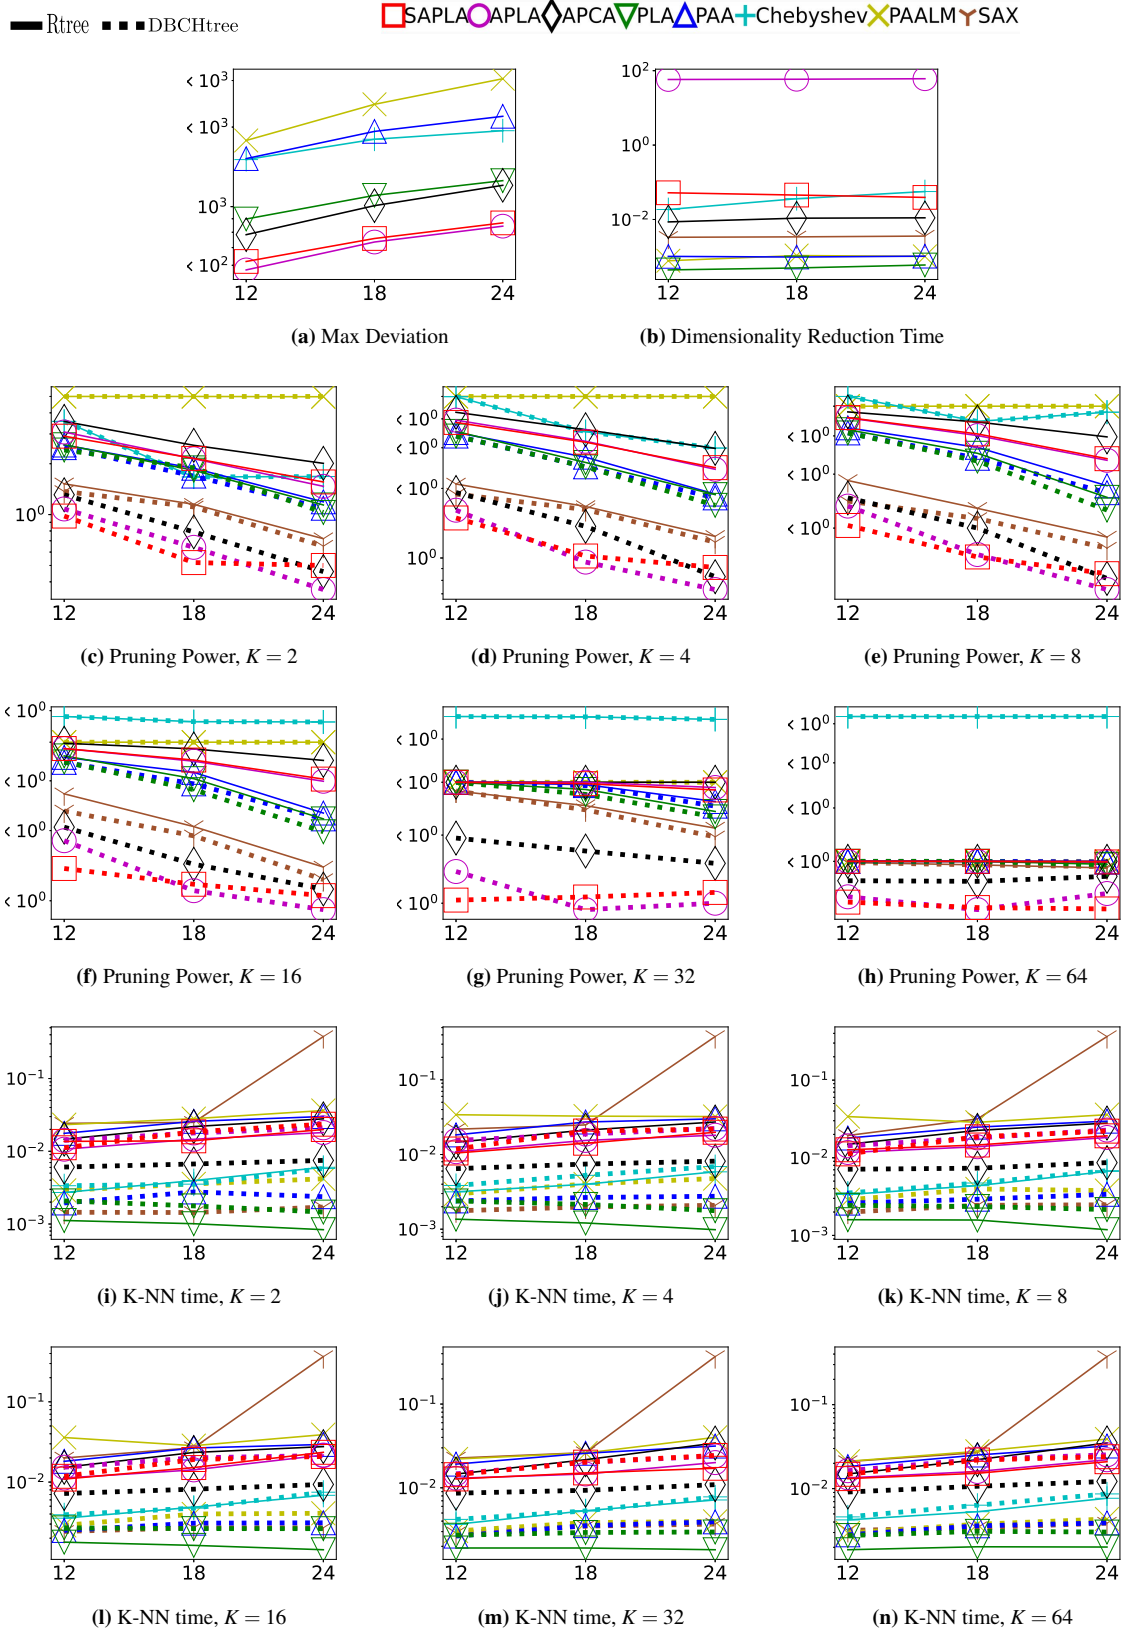 Rtree DBCHtree SAPLA APLA APCA PLA PAA Chebyshev PAALM SAX
< 10³
< 10³
10³
< 10²
12 18 24
10²
10⁰
10⁻²
12 18 24
(a) Max Deviation
(b) Dimensionality Reduction Time
10⁰
12 18 24
< 10⁰
< 10⁰
< 10⁰
10⁰
12 18 24
< 10⁰
< 10⁰
< 10⁰
12 18 24
(c) Pruning Power, K = 2
(d) Pruning Power, K = 4
(e) Pruning Power, K = 8
< 10⁰
< 10⁰
< 10⁰
< 10⁰
12 18 24
< 10⁰
< 10⁰
< 10⁰
< 10⁰
12 18 24
< 10⁰
< 10⁰
< 10⁰
< 10⁰
12 18 24
(f) Pruning Power, K = 16
(g) Pruning Power, K = 32
(h) Pruning Power, K = 64
10⁻¹
10⁻²
10⁻³
12 18 24
10⁻¹
10⁻²
10⁻³
12 18 24
10⁻¹
10⁻²
10⁻³
12 18 24
(i) K-NN time, K = 2
(j) K-NN time, K = 4
(k) K-NN time, K = 8
10⁻¹
10⁻²
12 18 24
10⁻¹
10⁻²
12 18 24
10⁻¹
10⁻²
12 18 24
(l) K-NN time, K = 16
(m) K-NN time, K = 32
(n) K-NN time, K = 64